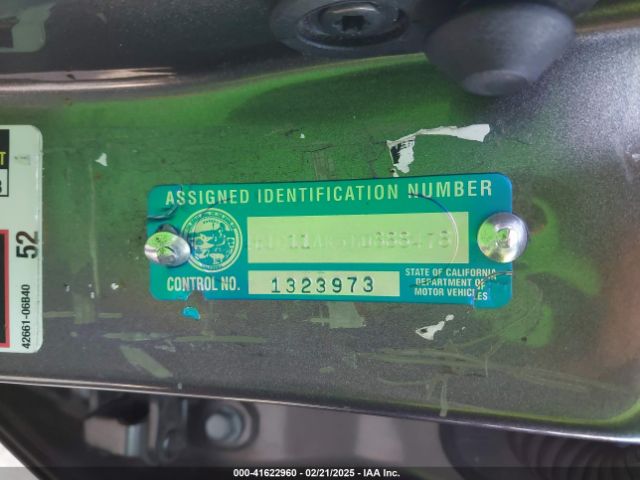 ASSIGNED IDENTIFICATION NUMBER
CONTROL NO. 1323973
STATE OF CALIFORNIA
DEPARTMENT OF
MOTOR VEHICLES
52
42661-06B40
000-41622960 - 02/21/2025 - IAA Inc.